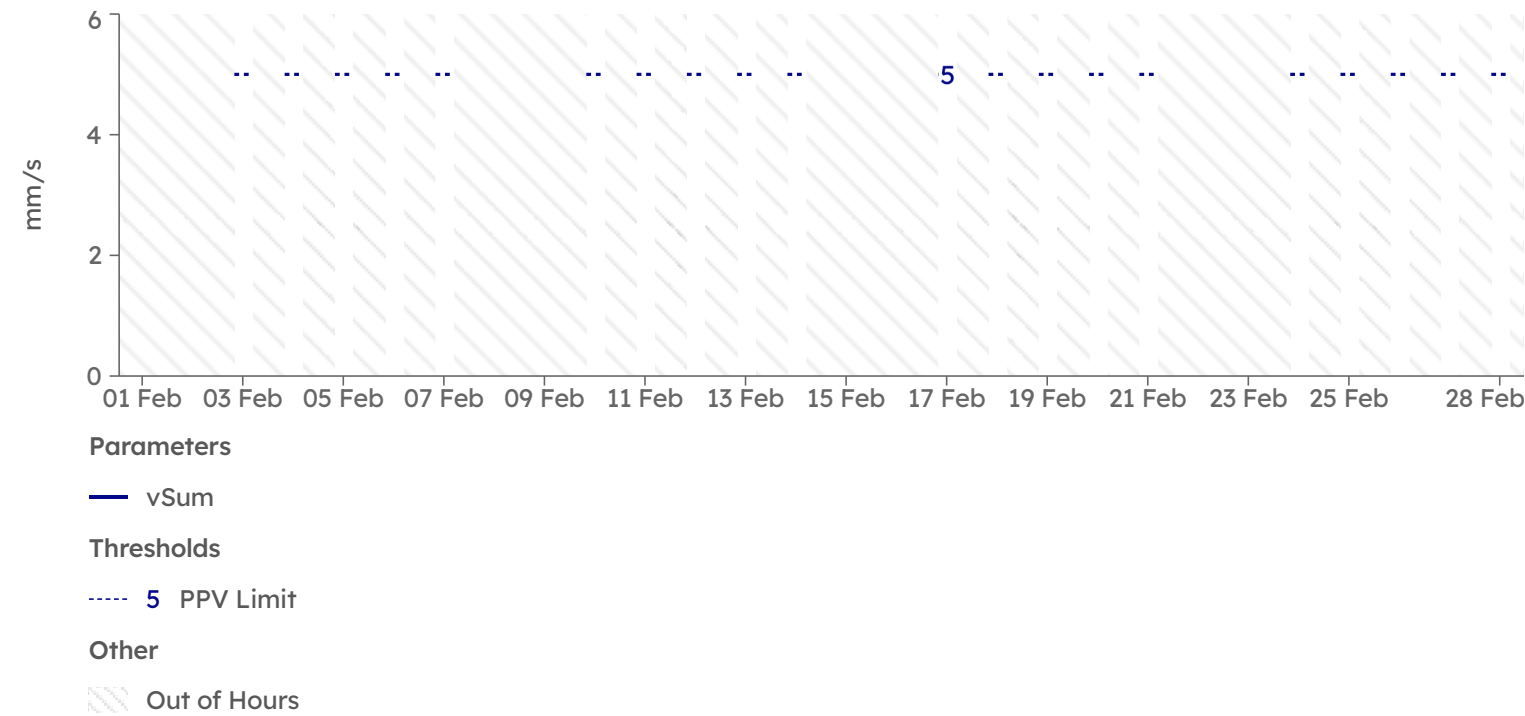 6
5
4
mm/s
2
0
01 Feb 03 Feb 05 Feb 07 Feb 09 Feb 11 Feb 13 Feb 15 Feb 17 Feb 19 Feb 21 Feb 23 Feb 25 Feb 28 Feb
Parameters
vSum
Thresholds
5 PPV Limit
Other
Out of Hours